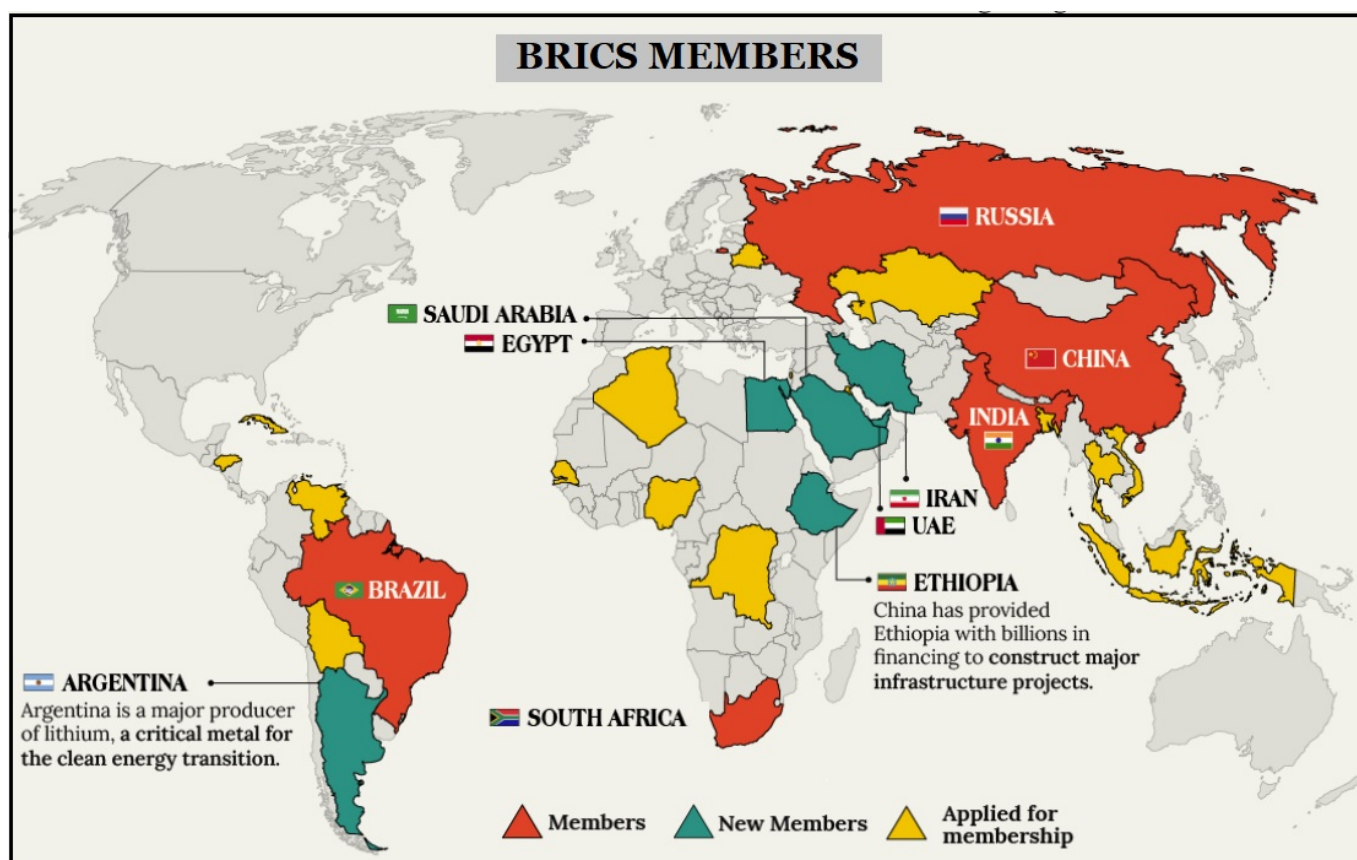 BRICS MEMBERS
RUSSIA
SAUDI ARABIA
EGYPT
CHINA
INDIA
IRAN
UAE
BRAZIL
ETHIOPIA
China has provided
Ethiopia with billions in
financing to construct major
infrastructure projects.
ARGENTINA
Argentina is a major producer
of lithium, a critical metal for
the clean energy transition.
SOUTH AFRICA
Members
New Members
Applied for
membership